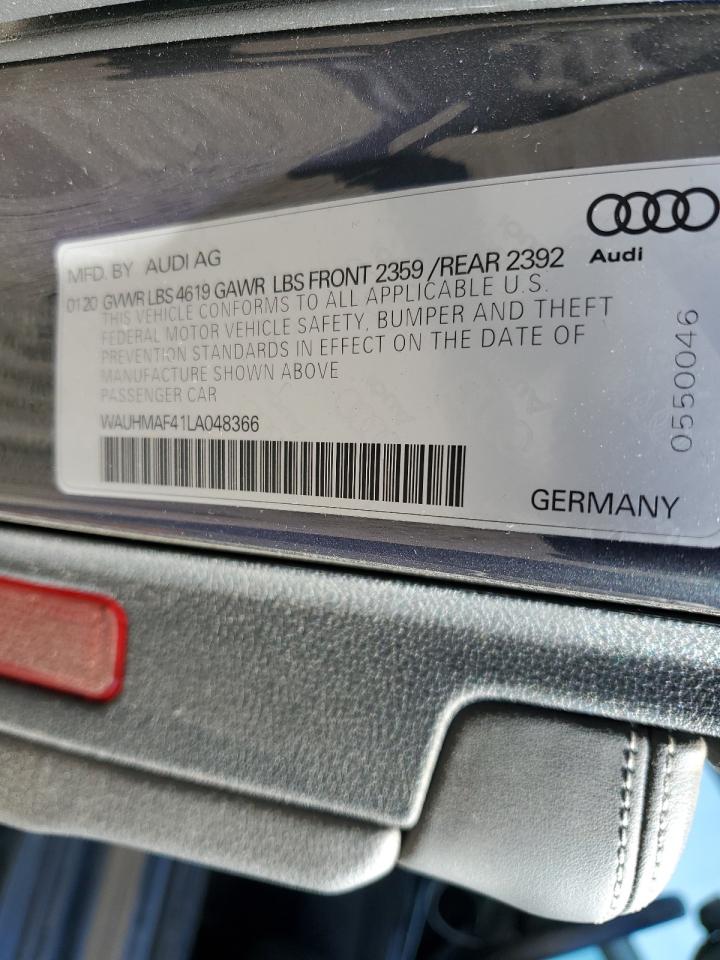 MFD. BY AUDI AG
Audi
0120 GVWR LBS 4619 GAWR LBS FRONT 2359 /REAR 2392
THIS VEHICLE CONFORMS TO ALL APPLICABLE U.S.
FEDERAL MOTOR VEHICLE SAFETY, BUMPER AND THEFT
PREVENTION STANDARDS IN EFFECT ON THE DATE OF
MANUFACTURE SHOWN ABOVE
PASSENGER CAR
WAUHMAF41LA048366
GERMANY
0550046